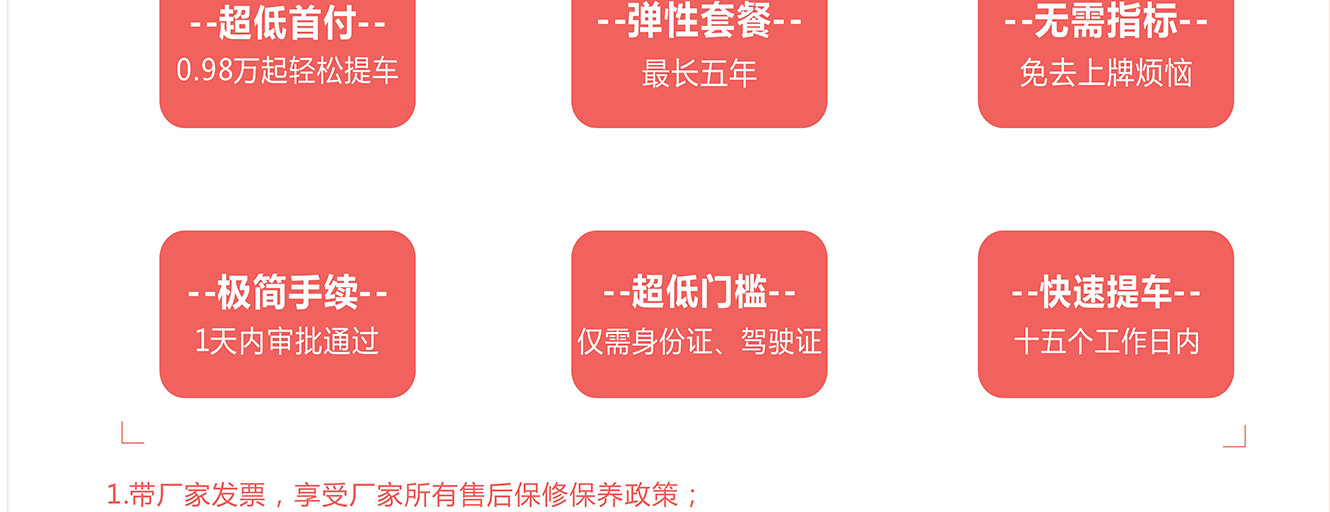 --超低首付--
0.98万起轻松提车
--弹性套餐--
最长五年
--无需指标--
免去上牌烦恼
--极简手续--
1天内审批通过
--超低门槛--
仅需身份证、驾驶证
--快速提车--
十五个工作日内
1.带厂家发票，享受厂家所有售后保修保养政策；